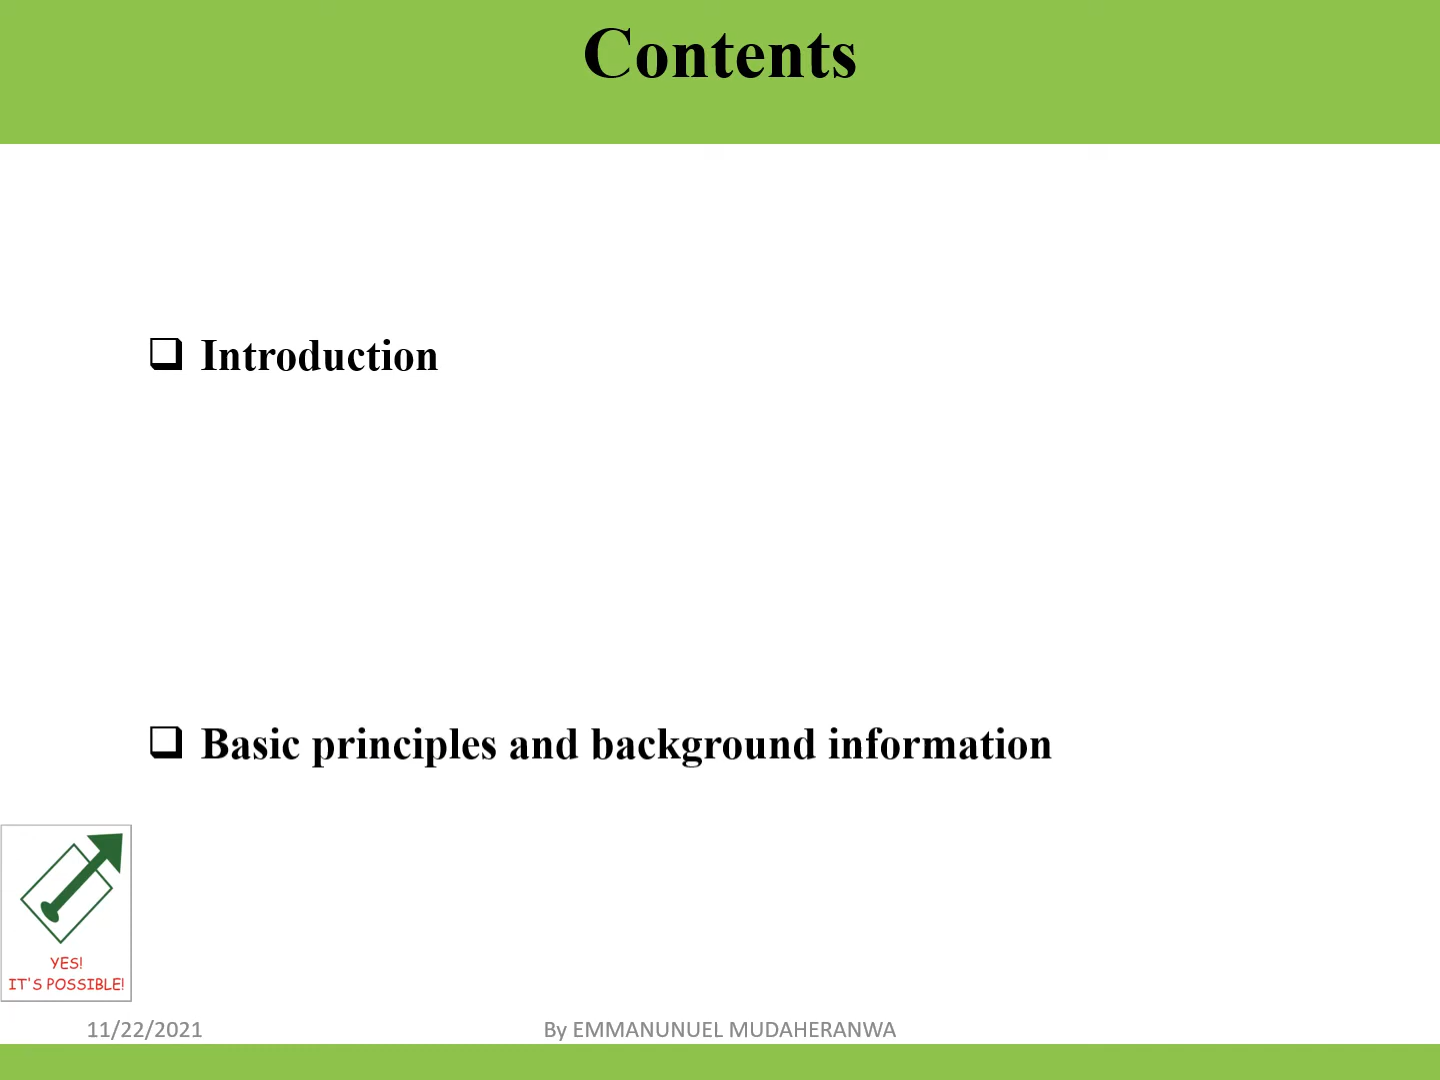 Contents
❑ Introduction
❑ Basic principles and background information
YES!
IT'S POSSIBLE!
11/22/2021
By EMMANUNUEL MUDAHERANWA